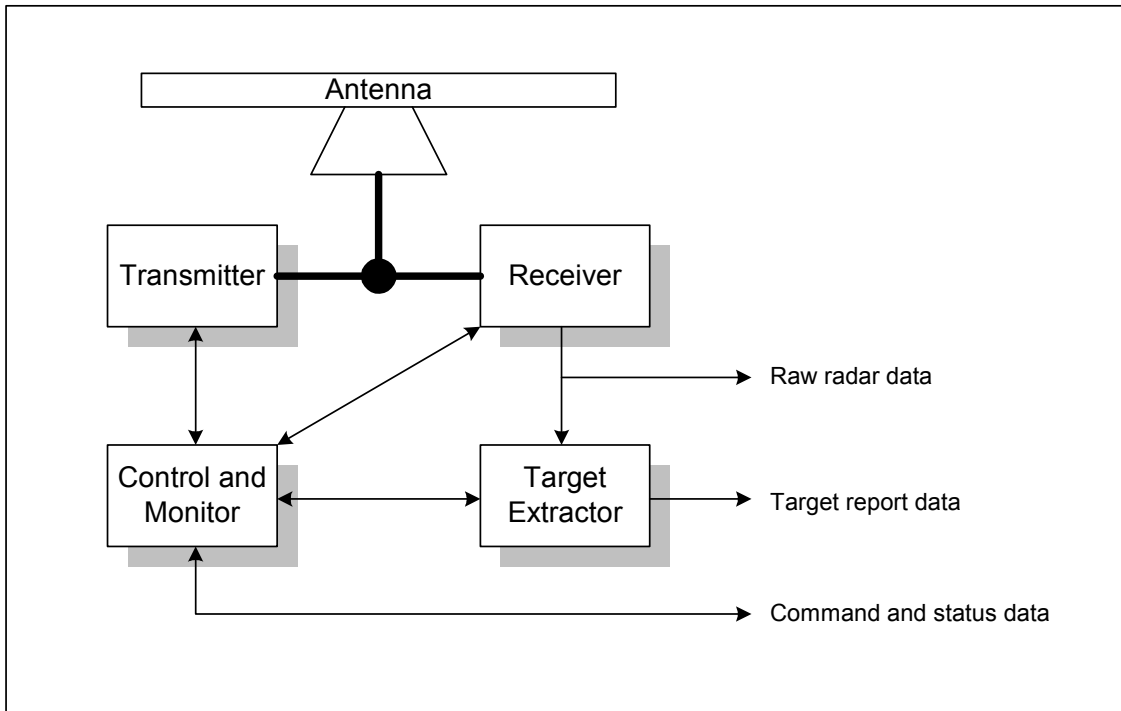 Antenna
Transmitter
Receiver
Raw radar data
Control and
Monitor
Target
Extractor
Target report data
Command and status data